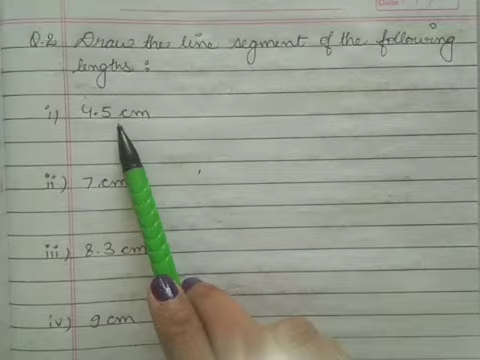 Q.2 Draw the line segment of the following
lengths :
i) 4.5 cm
ii) 7 cm
iii) 8.3 cm
iv) 9 cm